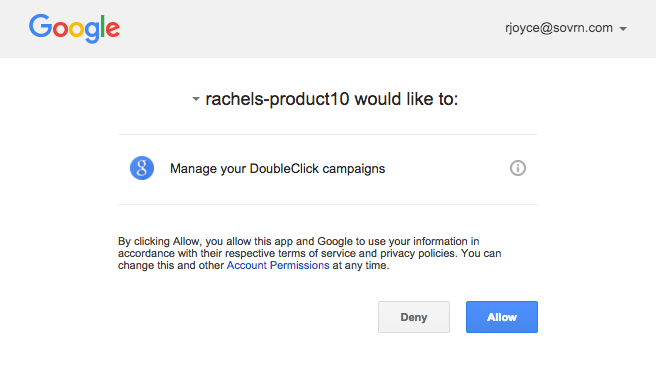 Google
rjoyce@sovrn.com
rachels-product10 would like to:
8
Manage your DoubleClick campaigns
i
By clicking Allow, you allow this app and Google to use your information in
accordance with their respective terms of service and privacy policies. You can
change this and other Account Permissions at any time.
Deny
Allow